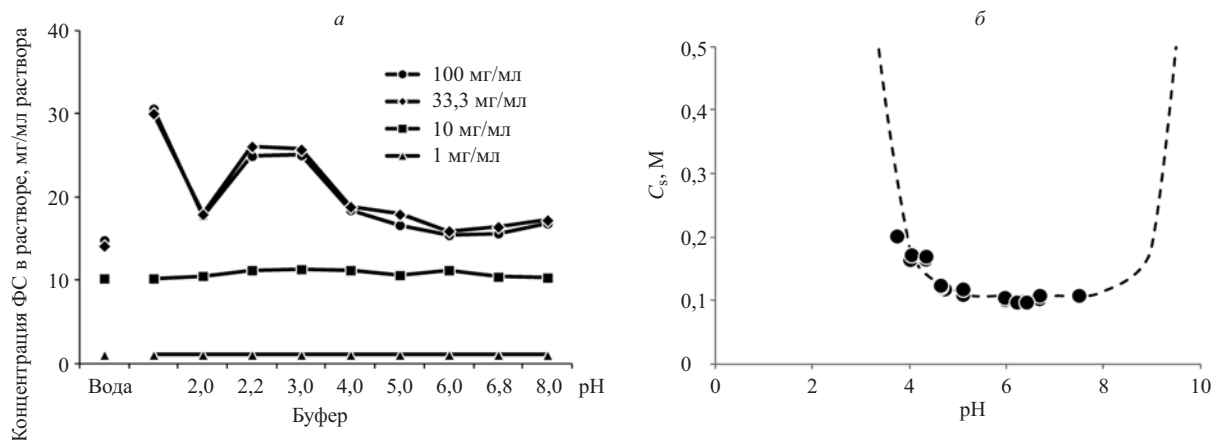 а
Концентрация ФС в растворе, мг/мл раствора
40
30
20
10
0
100 мг/мл
33,3 мг/мл
10 мг/мл
1 мг/мл
Вода 2,0 2,2 3,0 4,0 5,0 6,0 6,8 8,0 pH
Буфер
б
Cs, М
0,5
0,4
0,3
0,2
0,1
0
0 2 4 6 8 10
pH